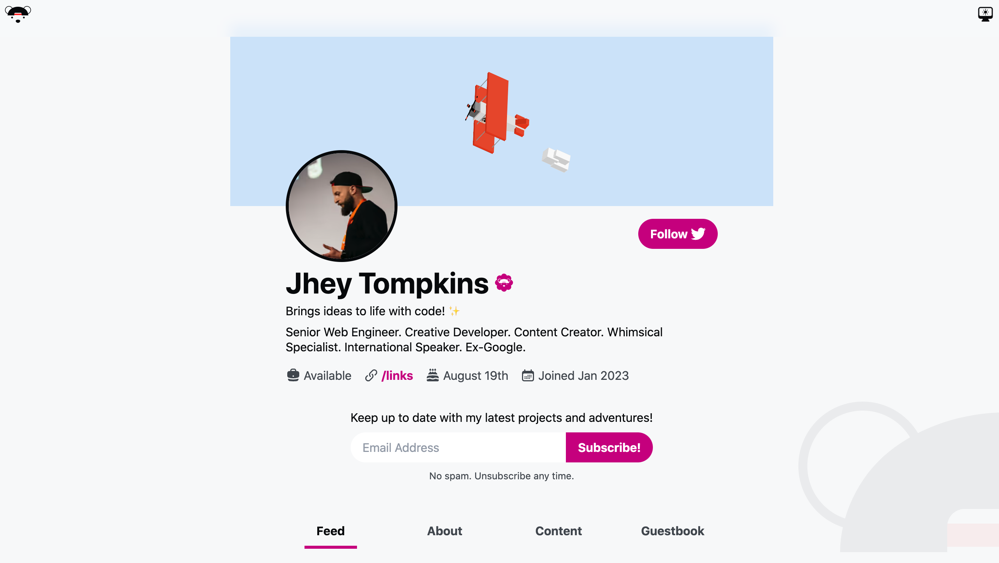 Follow
Jhey Tompkins
Brings ideas to life with code! ✨
Senior Web Engineer. Creative Developer. Content Creator. Whimsical
Specialist. International Speaker. Ex-Google.
Available /links August 19th Joined Jan 2023
Keep up to date with my latest projects and adventures!
Email Address Subscribe!
No spam. Unsubscribe any time.
Feed About Content Guestbook